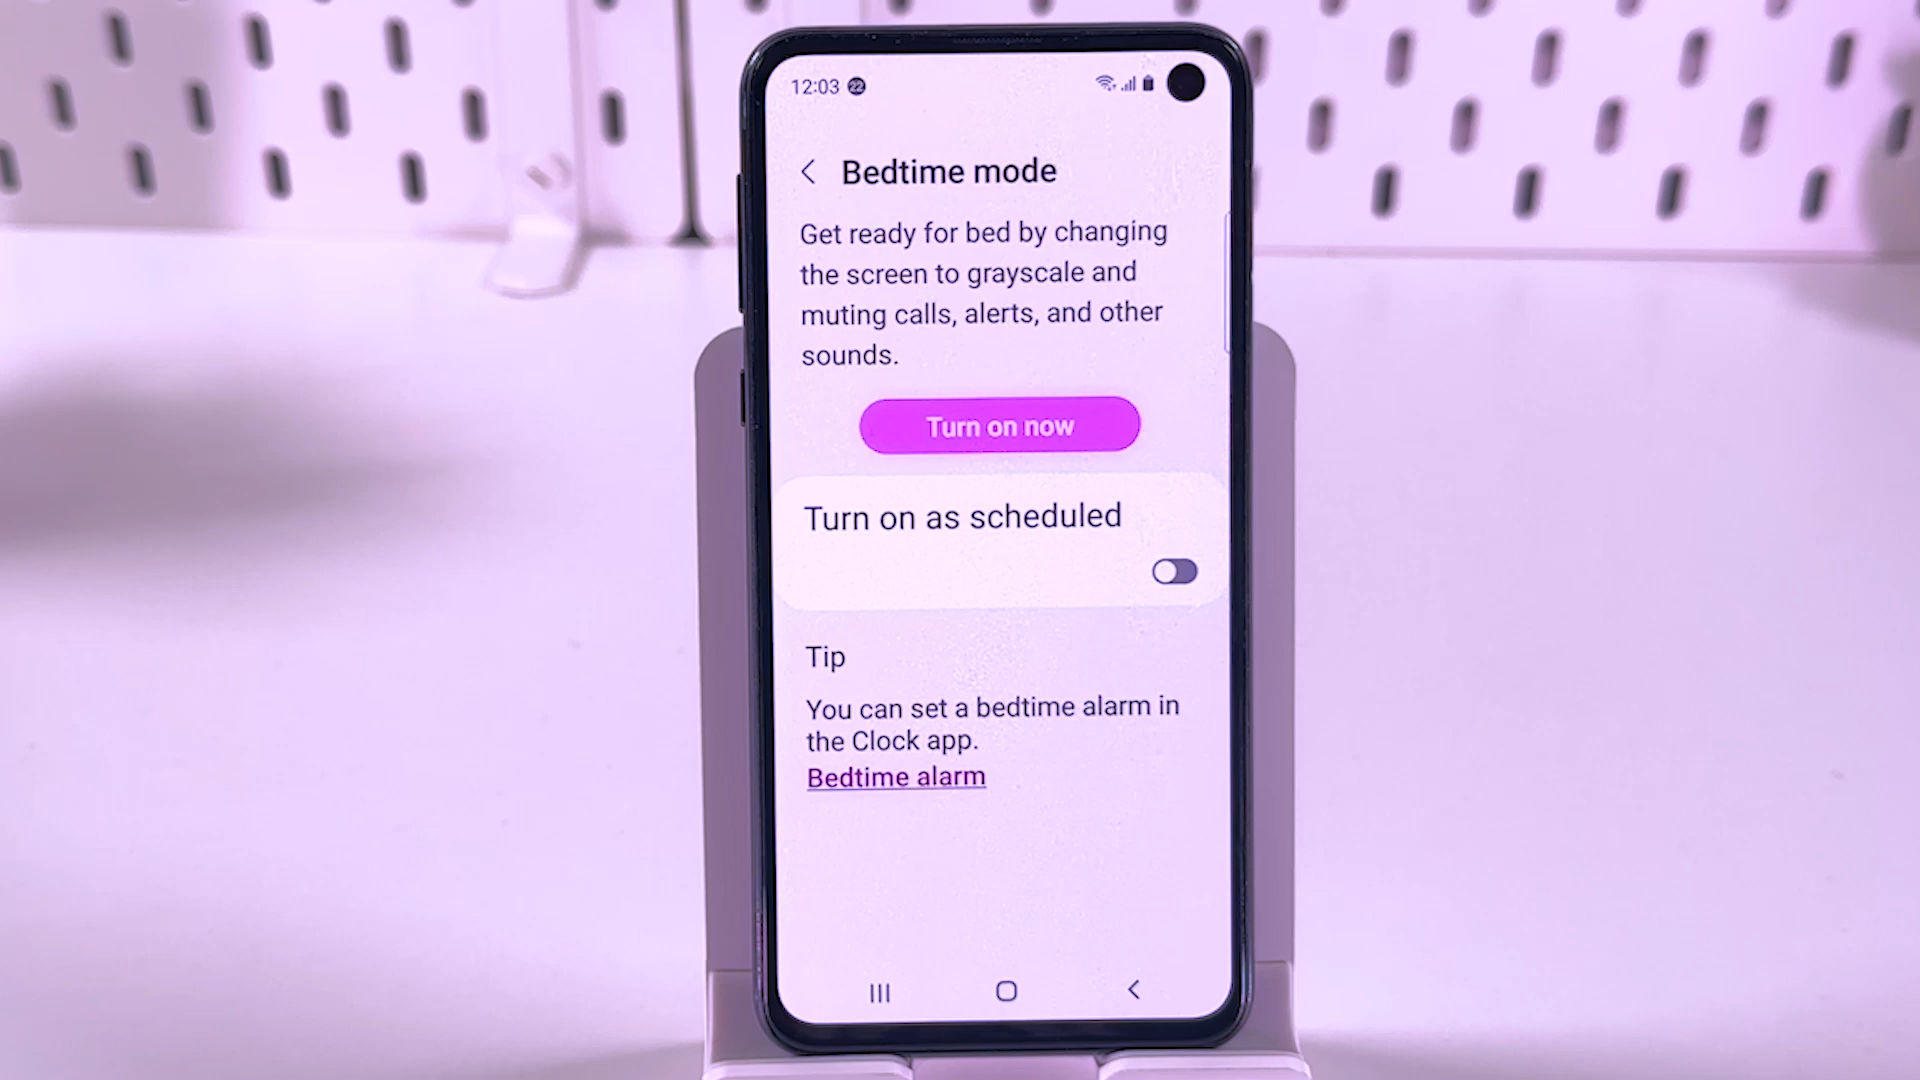 12:03 22
Bedtime mode
Get ready for bed by changing
the screen to grayscale and
muting calls, alerts, and other
sounds.
Turn on now
Turn on as scheduled
Tip
You can set a bedtime alarm in
the Clock app.
Bedtime alarm